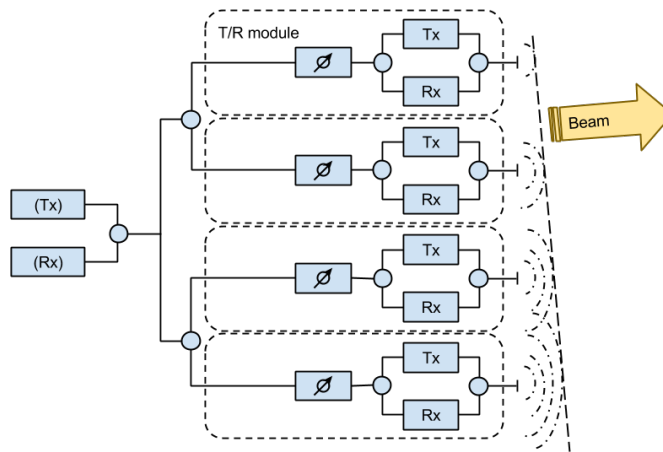 T/R module
Tx
Rx
Beam
Tx
Rx
(Tx)
(Rx)
Tx
Rx
Tx
Rx